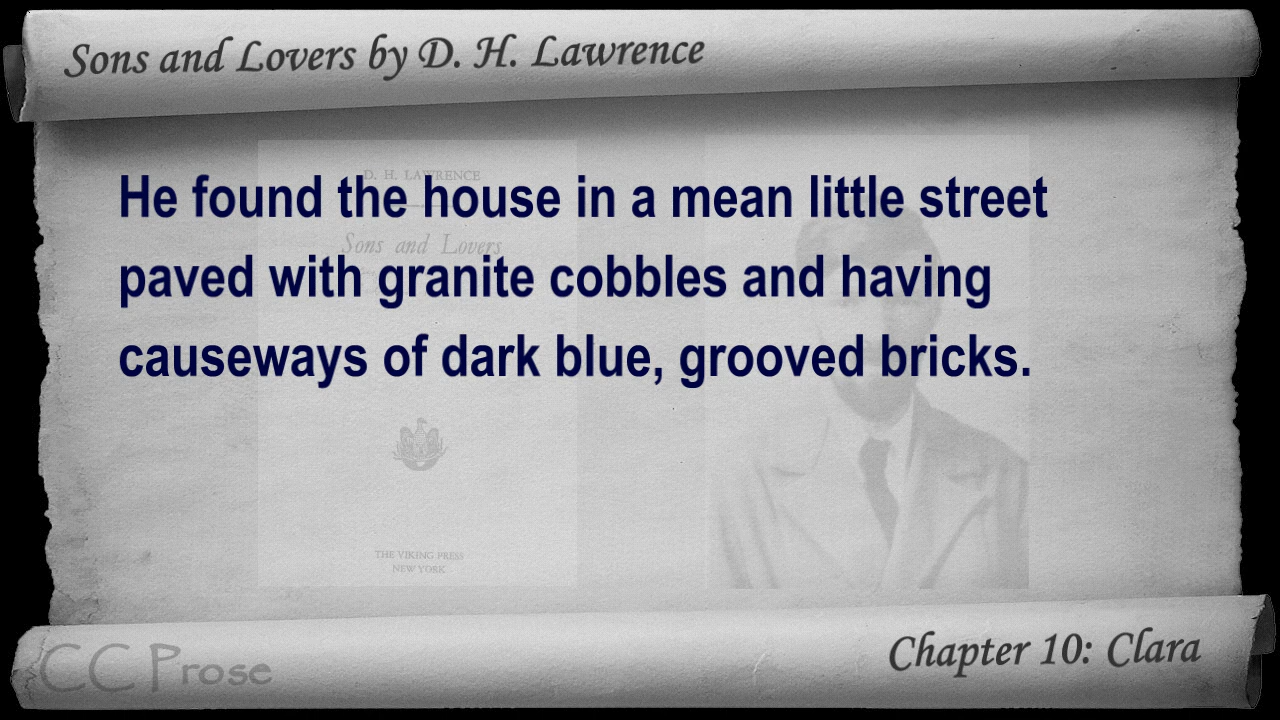 Sons and Lovers by D. H. Lawrence
D. H. LAWRENCE
He found the house in a mean little street
Sons and Lovers
paved with granite cobbles and having
causeways of dark blue, grooved bricks.
THE VIKING PRESS
NEW YORK
CC Prose
Chapter 10: Clara